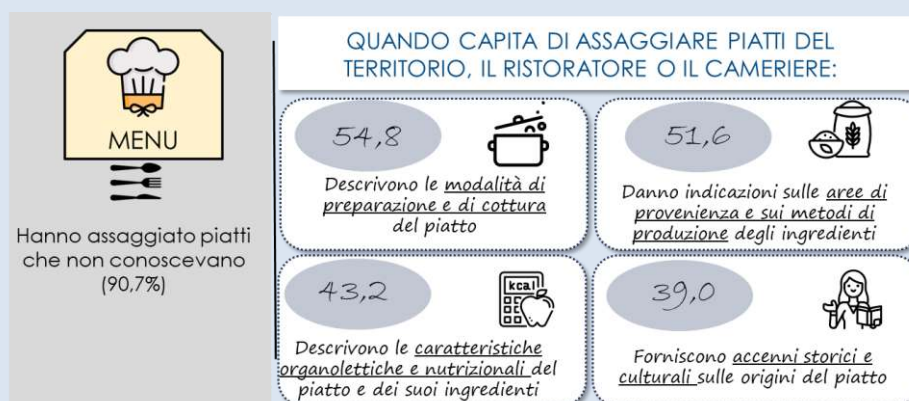 MENU
Hanno assaggiato piatti
che non conoscevano
(90,7%)
QUANDO CAPITA DI ASSAGGIARE PIATTI DEL
TERRITORIO, IL RISTORATORE O IL CAMERIERE:
54,8
Descrivono le modalità di
preparazione e di cottura
del piatto
51,6
Danno indicazioni sulle aree di
provenienza e sui metodi di
produzione degli ingredienti
43,2
kcal
Descrivono le caratteristiche
organolettiche e nutrizionali del
piatto e dei suoi ingredienti
39,0
Forniscono accenni storici e
culturali sulle origini del piatto